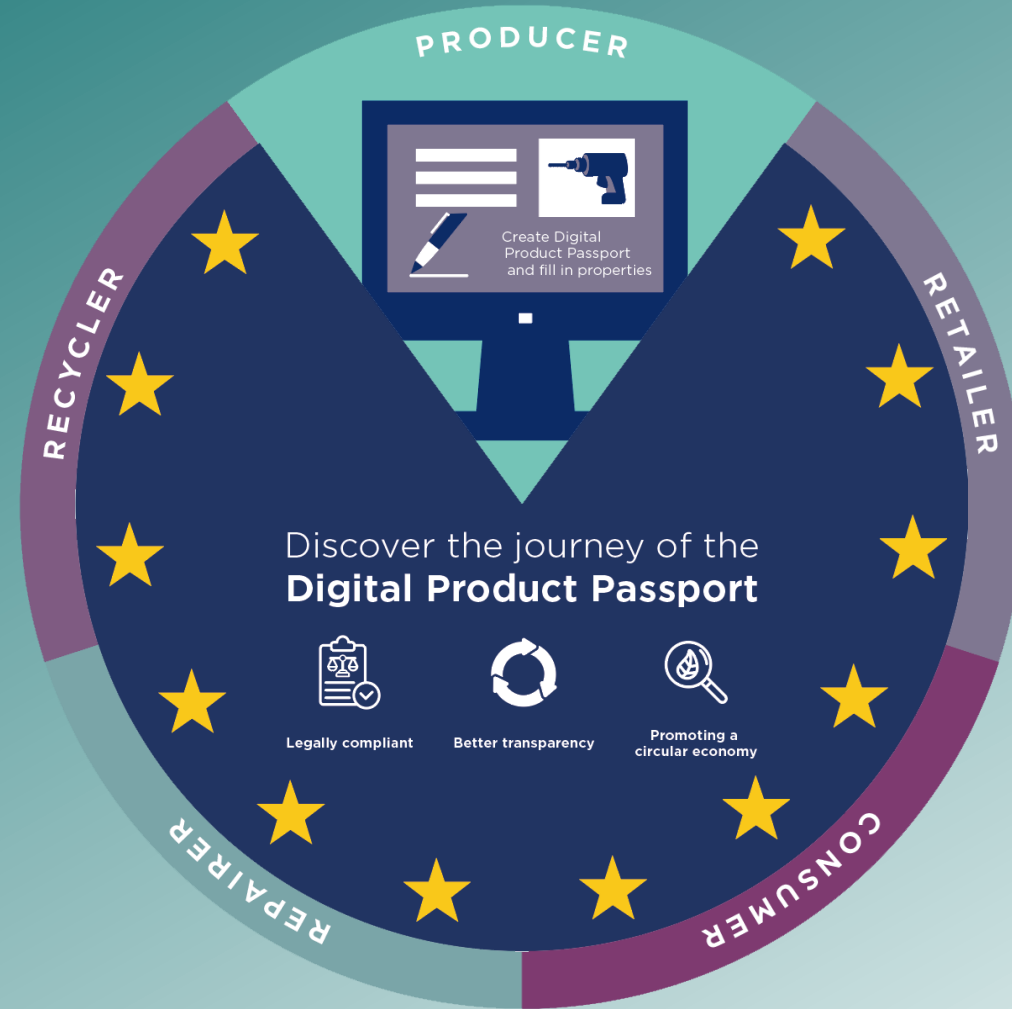 PRODUCER
Create Digital
Product Passport
and fill in properties
RECYCLER
RETAILER
Discover the journey of the
Digital Product Passport
Legally compliant
Better transparency
Promoting a
circular economy
REPAIRER
CONSUMER